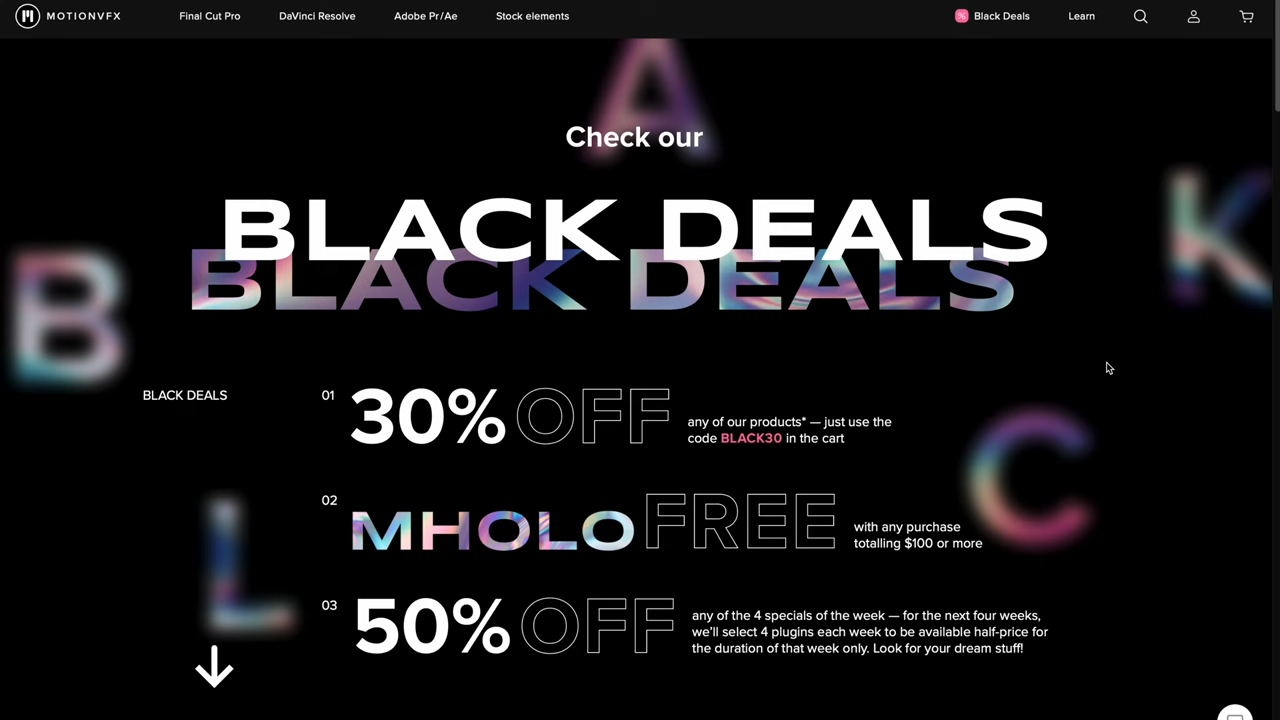 MOTIONVFX
Final Cut Pro
DaVinci Resolve
Adobe Pr/Ae
Stock elements
% Black Deals
Learn
Check our
BLACK DEALS
BLACK DEALS
B
L
A
C
K
BLACK DEALS
01
30% OFF
any of our products* — just use the
code BLACK30 in the cart
02
MHOLO FREE
with any purchase
totalling $100 or more
03
50% OFF
any of the 4 specials of the week — for the next four weeks,
we'll select 4 plugins each week to be available half-price for
the duration of that week only. Look for your dream stuff!